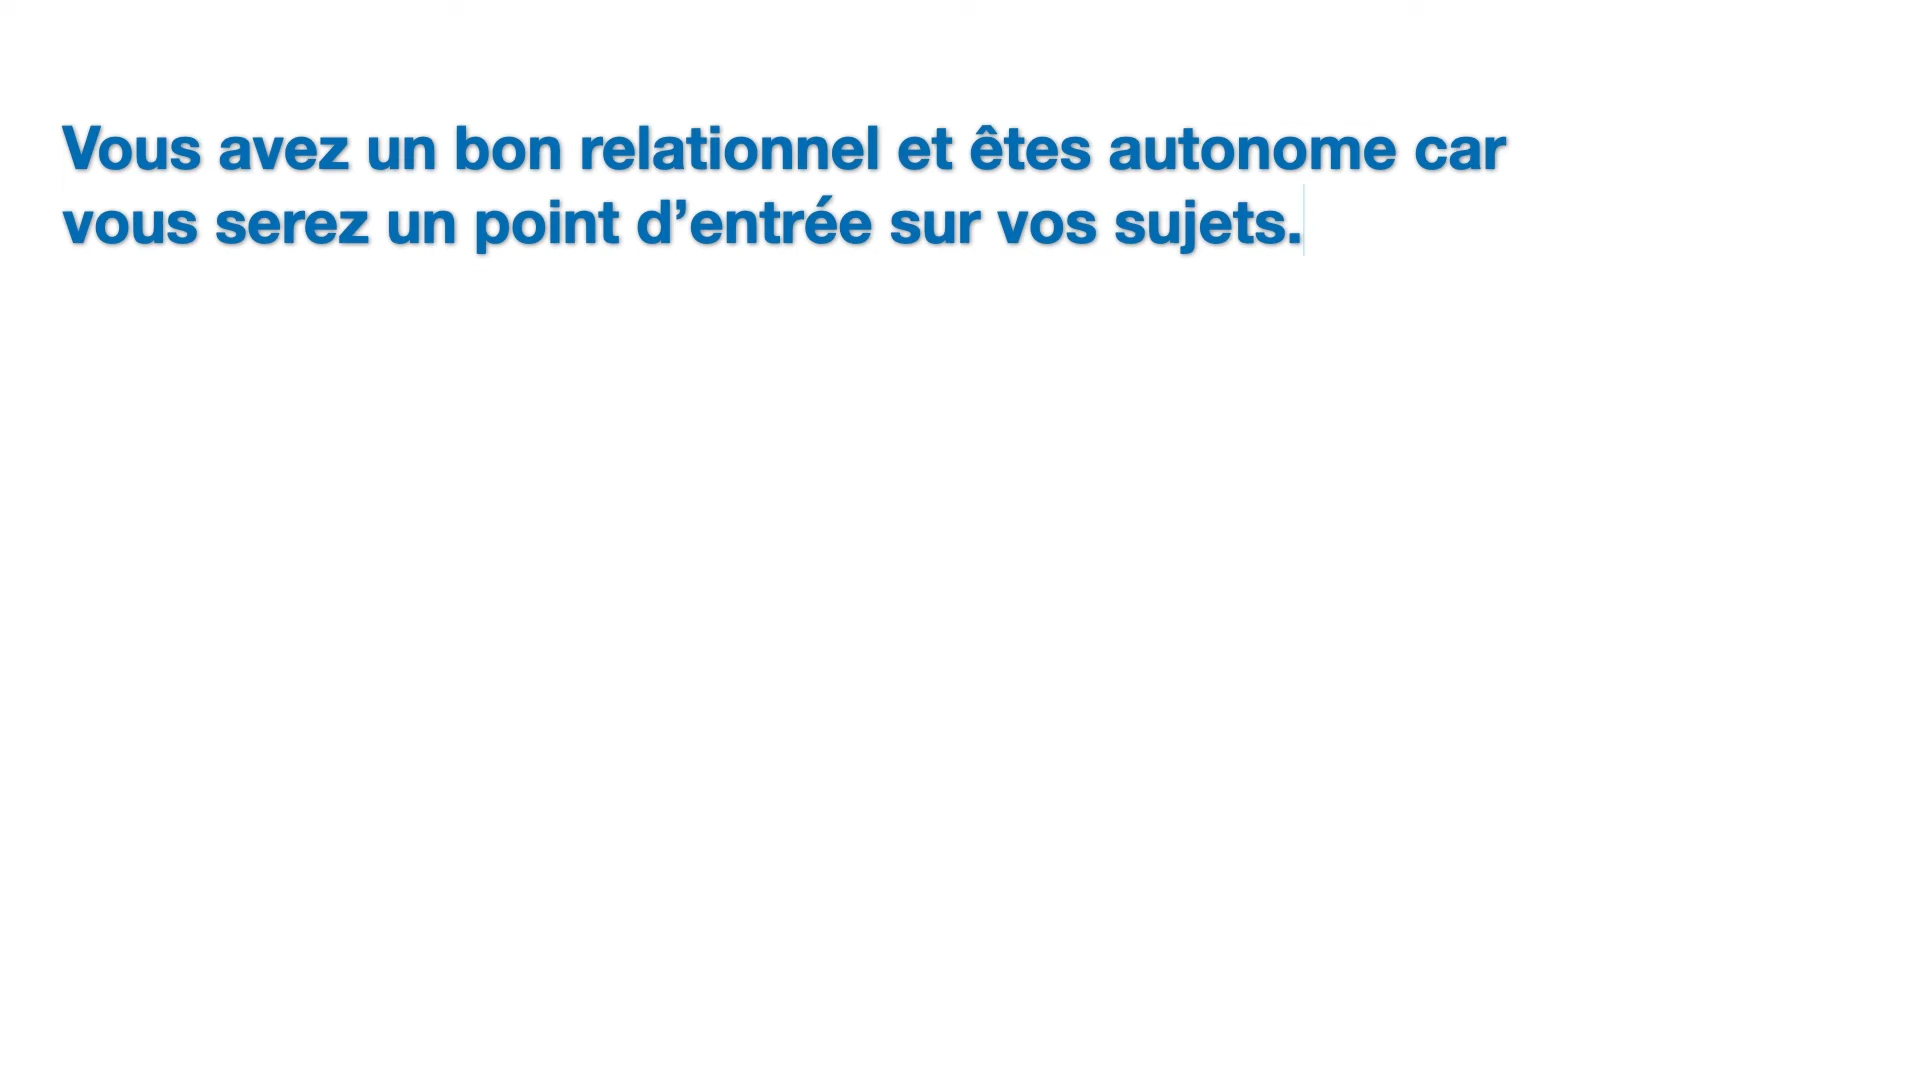 Vous avez un bon relationnel et êtes autonome car
vous serez un point d’entrée sur vos sujets.